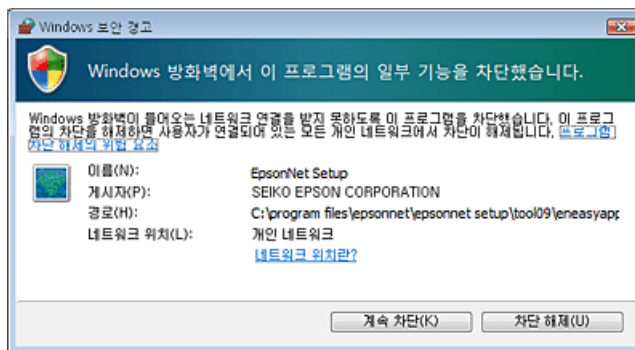 Windows 보안 경고
Windows 방화벽에서 이 프로그램의 일부 기능을 차단했습니다.
Windows 방화벽이 들어오는 네트워크 연결을 받지 못하도록 이 프로그램을 차단했습니다. 이 프로그
램의 차단을 해제하면 사용자가 연결되어 있는 모든 개인 네트워크에서 차단이 해제됩니다. 프로그램
차단 해제의 위험 요소
이름(N): EpsonNet Setup
게시자(P): SEIKO EPSON CORPORATION
경로(H): C:\program files\epsonnet\epsonnet setup\tool09\eneasyapp
네트워크 위치(L): 개인 네트워크
네트워크 위치란?
계속 차단(K) 차단 해제(U)